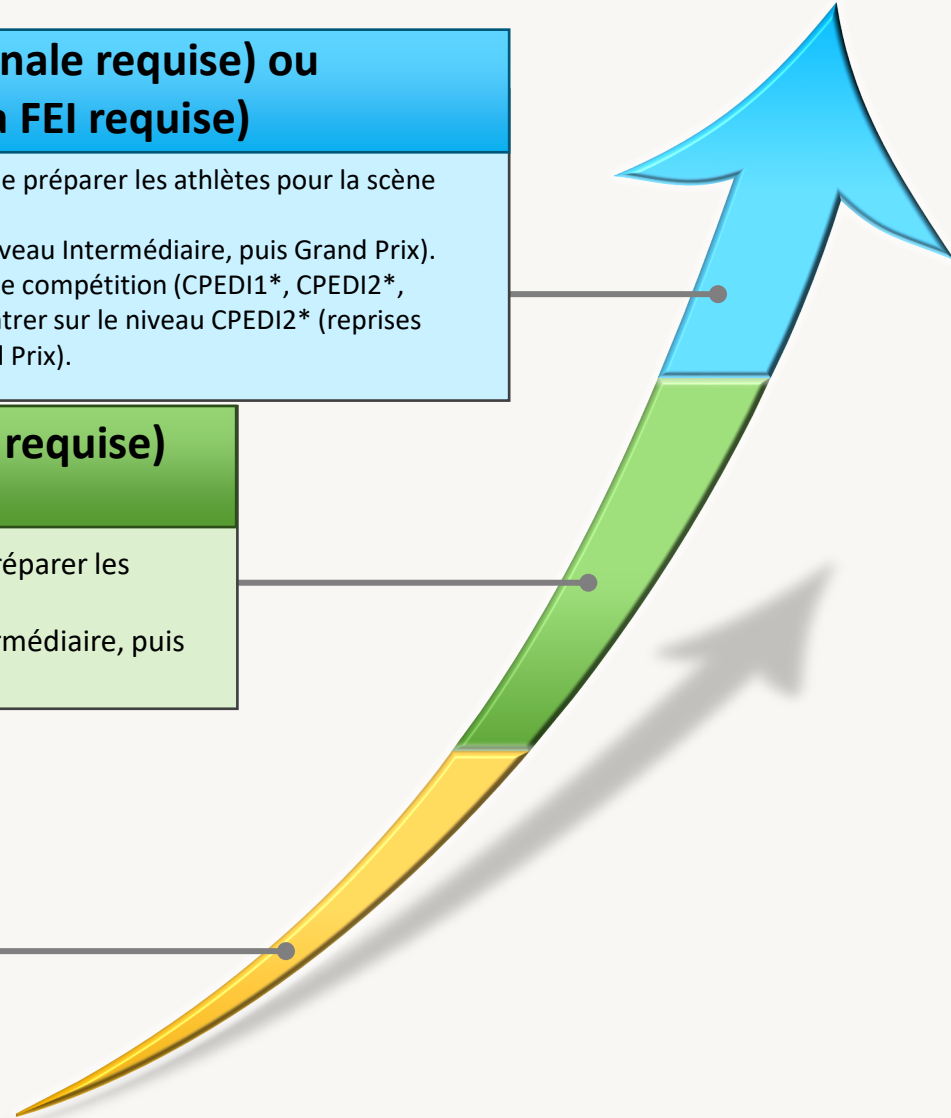 nale requise) ou
a FEI requise)
e préparer les athlètes pour la scène
veau Intermédiaire, puis Grand Prix).
e compétition (CPEDI1*, CPEDI2*,
trer sur le niveau CPEDI2* (reprises
Prix).
requise)
réparer les
rmédiaire, puis